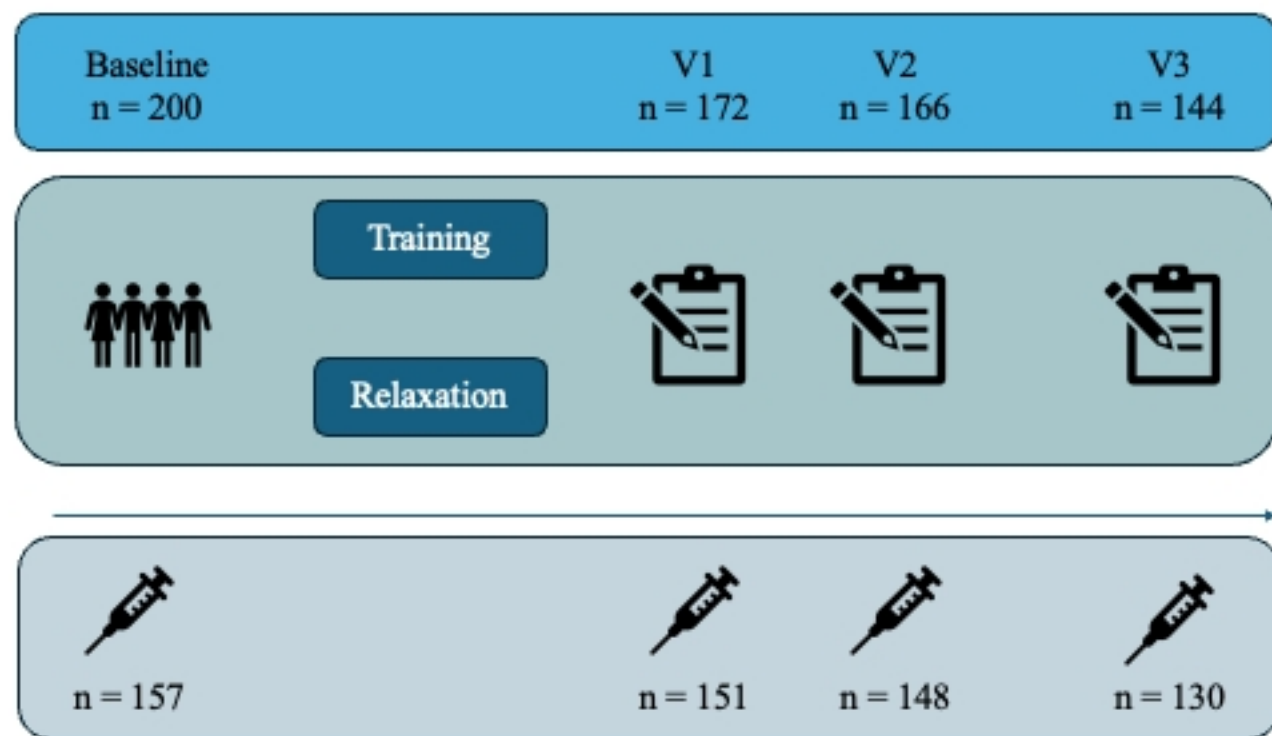 Baseline
n = 200
V1
n = 172
V2
n = 166
V3
n = 144
Training
Relaxation
n = 157
n = 151
n = 148
n = 130